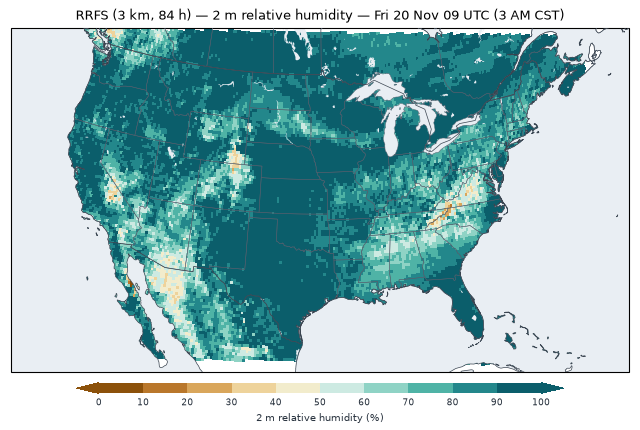 RRFS (3 km, 84 h) — 2 m relative humidity — Fri 20 Nov 09 UTC (3 AM CST)
0 10 20 30 40 50 60 70 80 90 100
2 m relative humidity (%)